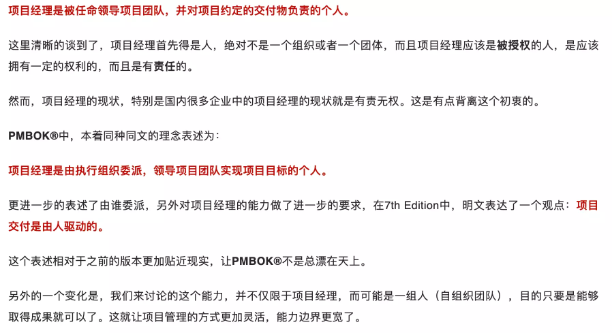 项目经理是被任命领导项目团队，并对项目约定的交付物负责的个人。
这里清晰的谈到了，项目经理首先得是人，绝对不是一个组织或者一个团体，而且项目经理应该是被授权的人，是应该
拥有一定的权利的，而且是有责任的。
然而，项目经理的现状，特别是国内很多企业中的项目经理的现状就是有责无权。这是有点背离这个初衷的。
PMBOK®中，本着同种同文的理念表述为：
项目经理是由执行组织委派，领导项目团队实现项目目标的个人。
更进一步的表述了由谁委派，另外对项目经理的能力做了进一步的要求，在7th Edition中，明文表达了一个观点：项目
交付是由人驱动的。
这个表述相对于之前的版本更加贴近现实，让PMBOK®不是总漂在天上。
另外的一个变化是，我们来讨论的这个能力，并不仅限于项目经理，而可能是一组人（自组织团队），目的只要是能够
取得成果就可以了。这就让项目管理的方式更加灵活，能力边界更宽了。